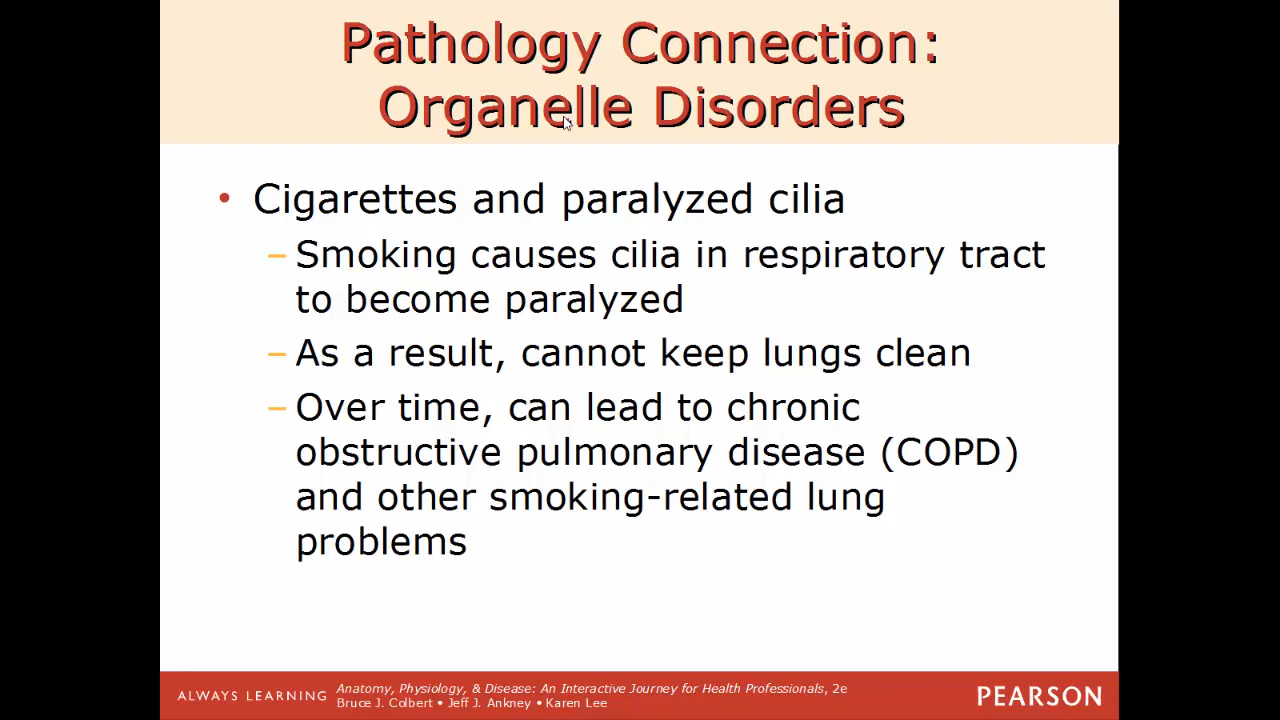 Pathology Connection:
Organelle Disorders
• Cigarettes and paralyzed cilia
– Smoking causes cilia in respiratory tract
to become paralyzed
– As a result, cannot keep lungs clean
– Over time, can lead to chronic
obstructive pulmonary disease (COPD)
and other smoking-related lung
problems
ALWAYS LEARNING
Anatomy, Physiology, & Disease: An Interactive Journey for Health Professionals, 2e
Bruce J. Colbert • Jeff J. Ankney • Karen Lee
PEARSON